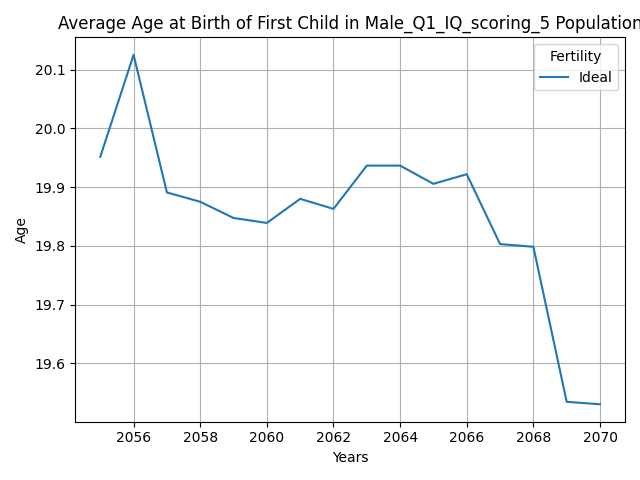 Average Age at Birth of First Child in Male_Q1_IQ_scoring_5 Population
Fertility
Ideal
20.1
20.0
19.9
19.8
19.7
19.6
Age
2056 2058 2060 2062 2064 2066 2068 2070
Years